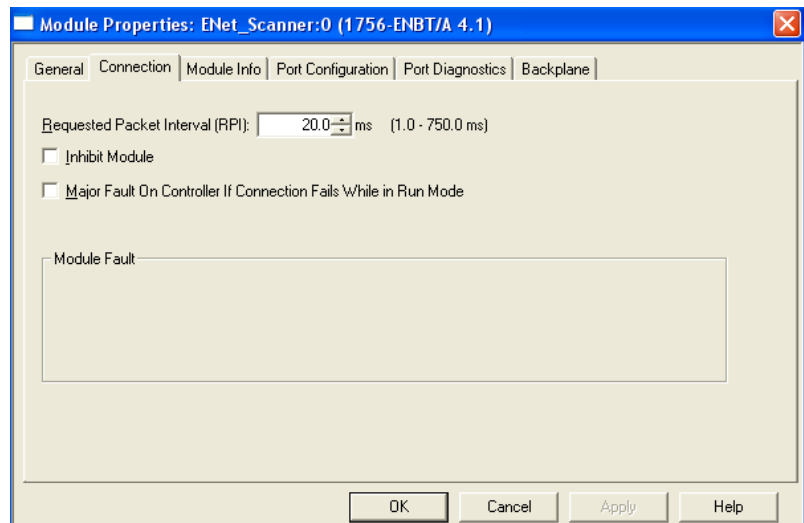 Module Properties: ENet_Scanner:0 (1756-ENBT/A 4.1)
General Connection Module Info Port Configuration Port Diagnostics Backplane
Requested Packet Interval (RPI): 20.0 ms (1.0 - 750.0 ms)
Inhibit Module
Major Fault On Controller If Connection Fails While in Run Mode
Module Fault
OK Cancel Apply Help